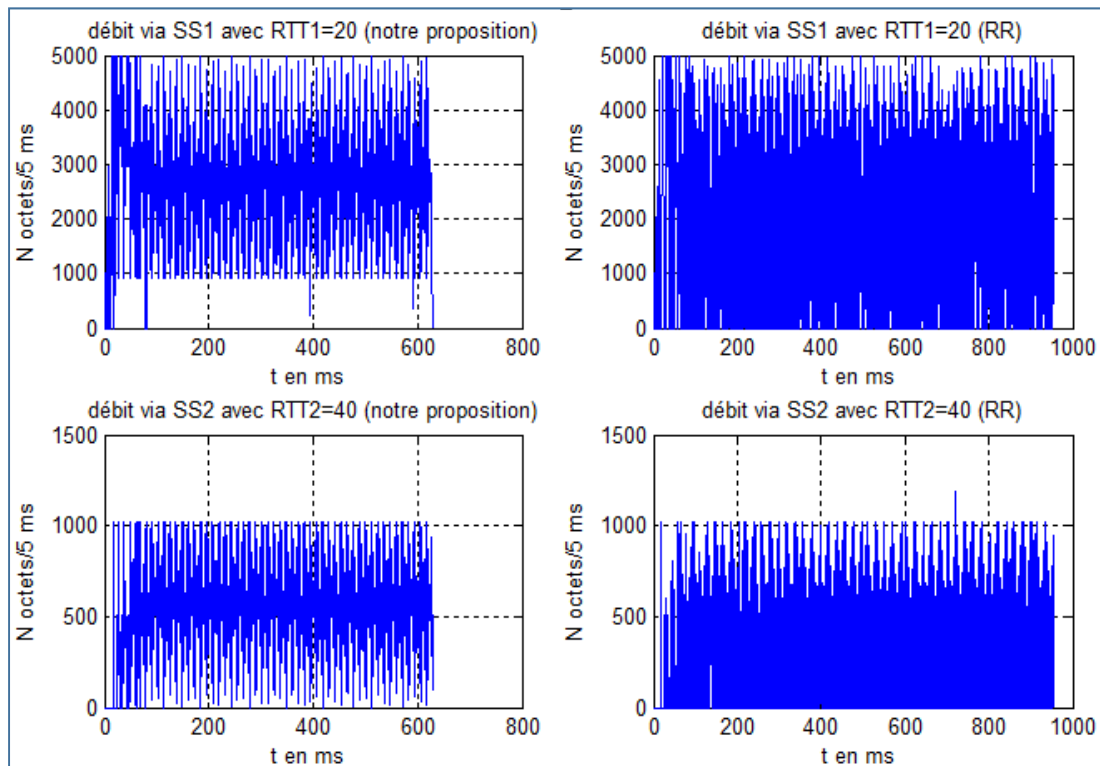 débit via SS1 avec RTT1=20 (notre proposition)
5000
4000
3000
2000
1000
0
N octets/5 ms
0 200 400 600 800
t en ms
débit via SS1 avec RTT1=20 (RR)
5000
4000
3000
2000
1000
0
N octets/5 ms
0 200 400 600 800 1000
t en ms
débit via SS2 avec RTT2=40 (notre proposition)
1500
1000
500
0
N octets/5 ms
0 200 400 600 800
t en ms
débit via SS2 avec RTT2=40 (RR)
1500
1000
500
0
N octets/5 ms
0 200 400 600 800 1000
t en ms